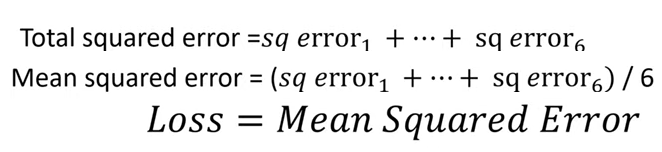 Total squared error =sq error₁ + ⋯ + sq error₆
Mean squared error = (sq error₁ + ⋯ + sq error₆) / 6
Loss = Mean Squared Error